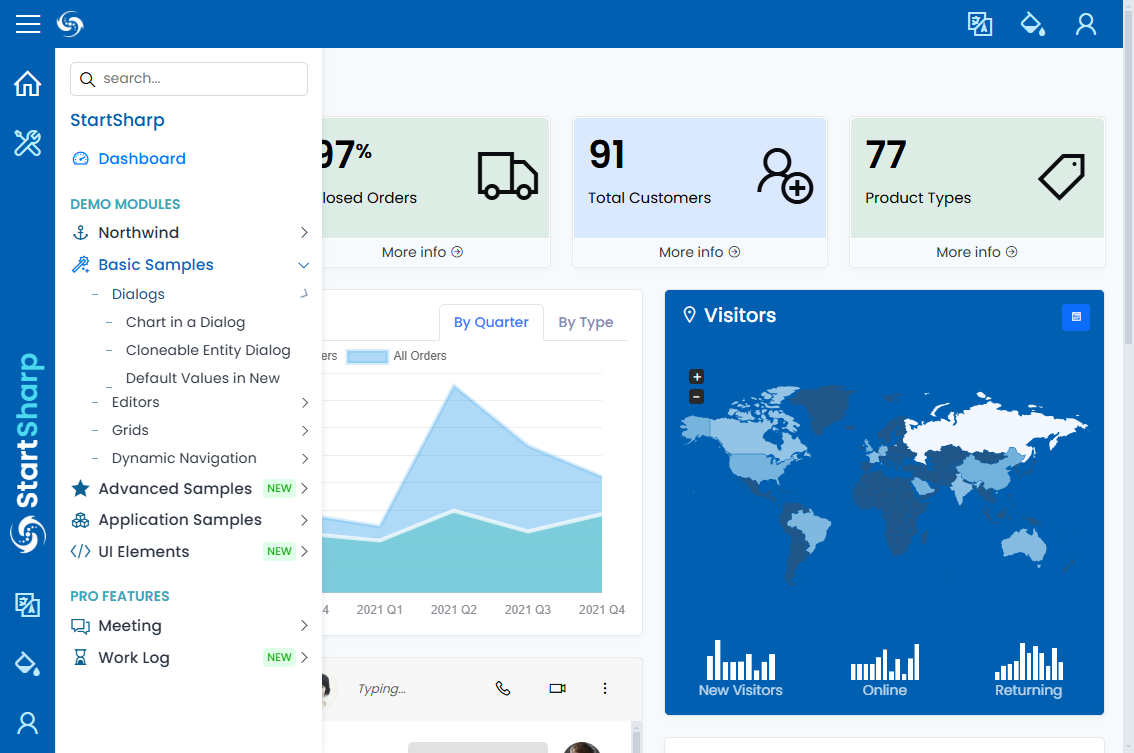 search...
StartSharp
Dashboard
DEMO MODULES
Northwind
Basic Samples
Dialogs
Chart in a Dialog
Cloneable Entity Dialog
Default Values in New
Editors
Grids
Dynamic Navigation
Advanced Samples NEW
Application Samples
UI Elements NEW
PRO FEATURES
Meeting
Work Log NEW
StartSharp
97%
losed Orders
More info
91
Total Customers
More info
77
Product Types
More info
By Quarter By Type
ers All Orders
4 2021 Q1 2021 Q2 2021 Q3 2021 Q4
Visitors
+
−
New Visitors Online Returning
Typing...